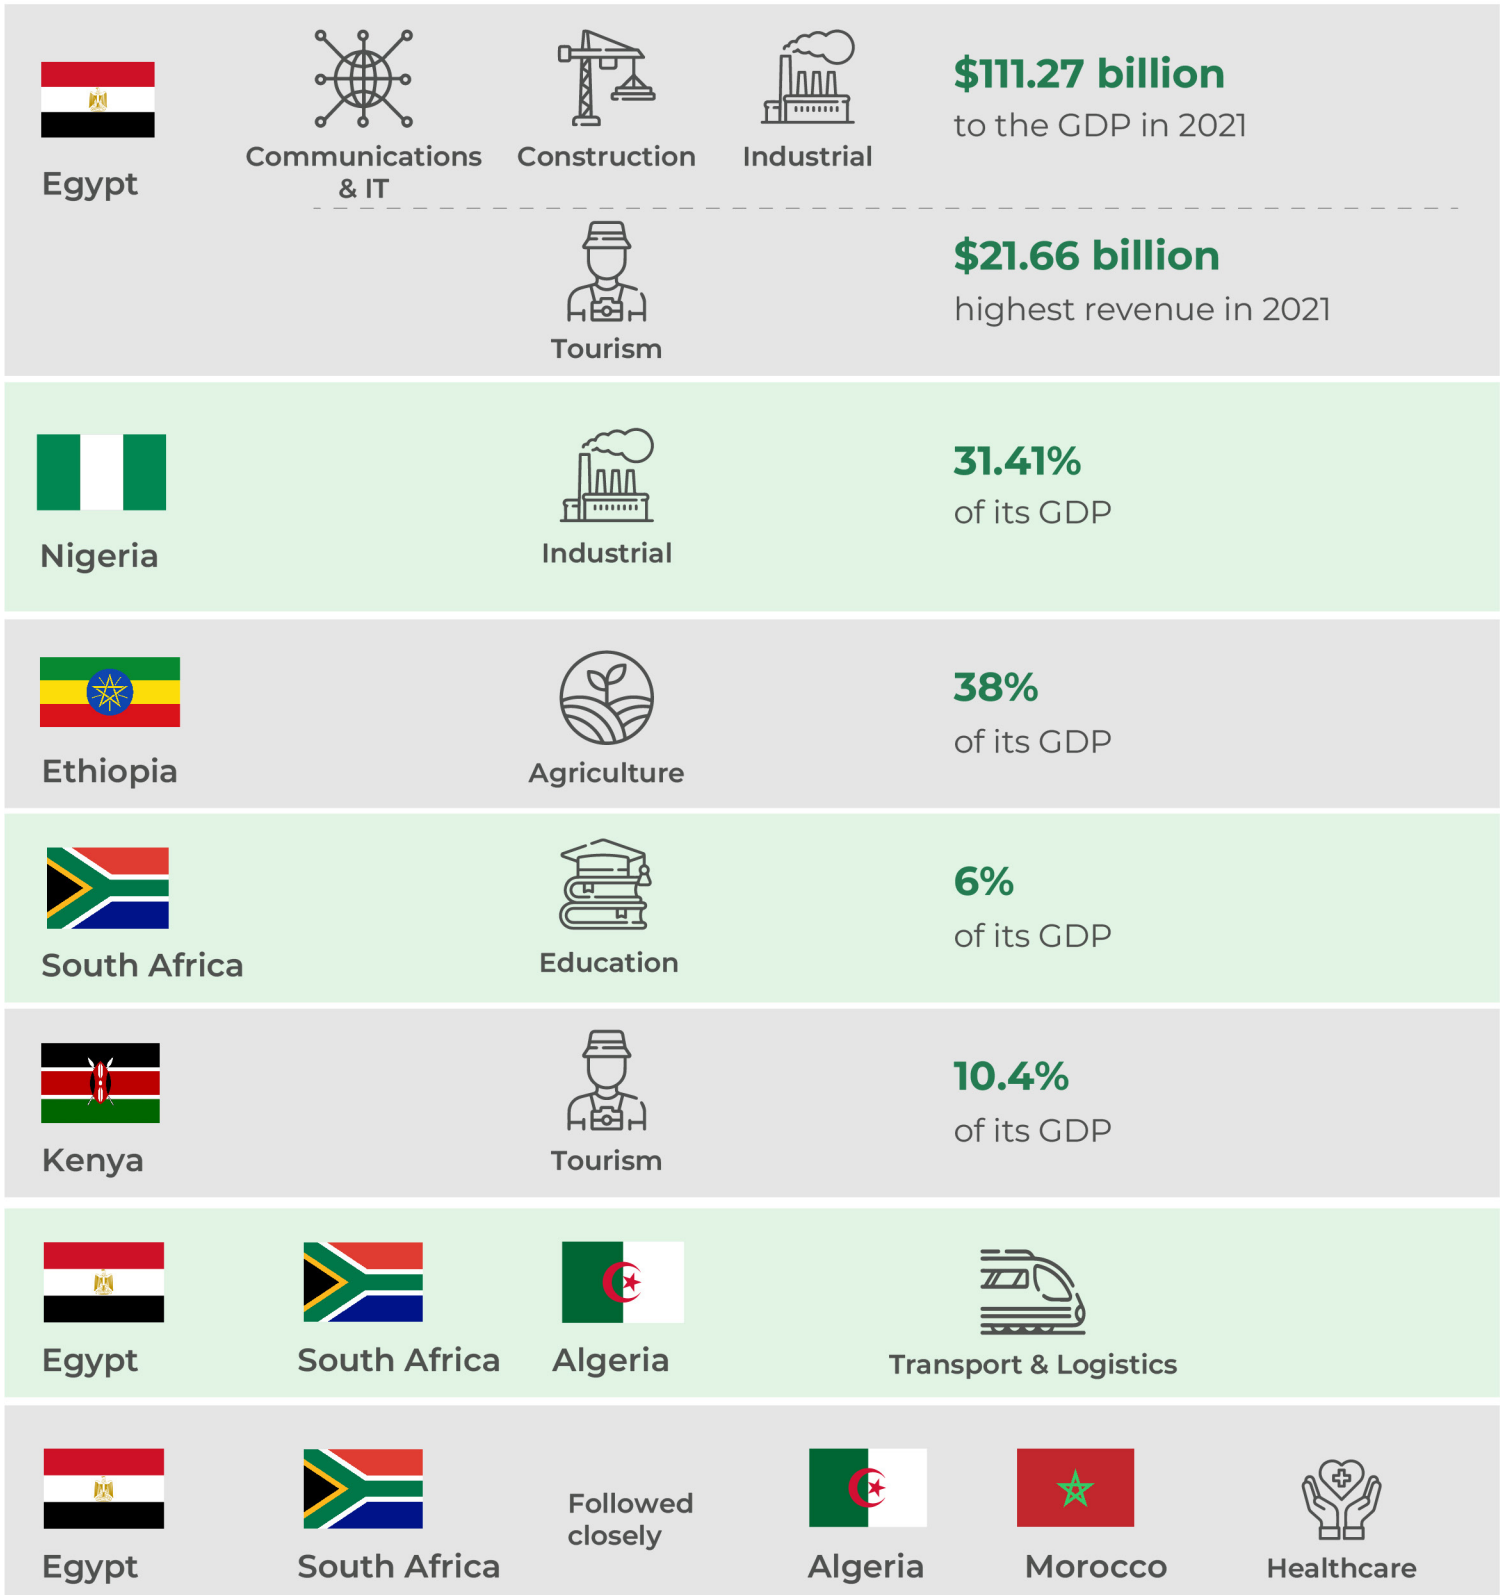 Egypt
Communications
& IT
Construction
Industrial
$111.27 billion
to the GDP in 2021
Tourism
$21.66 billion
highest revenue in 2021
Nigeria
Industrial
31.41%
of its GDP
Ethiopia
Agriculture
38%
of its GDP
South Africa
Education
6%
of its GDP
Kenya
Tourism
10.4%
of its GDP
Egypt
South Africa
Algeria
Transport & Logistics
Egypt
South Africa
Followed
closely
Algeria
Morocco
Healthcare